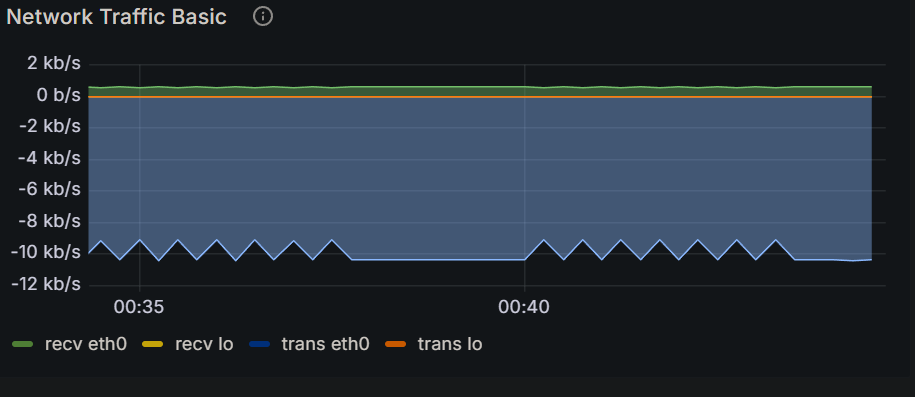 Network Traffic Basic
2 kb/s
0 b/s
-2 kb/s
-4 kb/s
-6 kb/s
-8 kb/s
-10 kb/s
-12 kb/s
00:35 00:40
recv eth0 recv lo trans eth0 trans lo